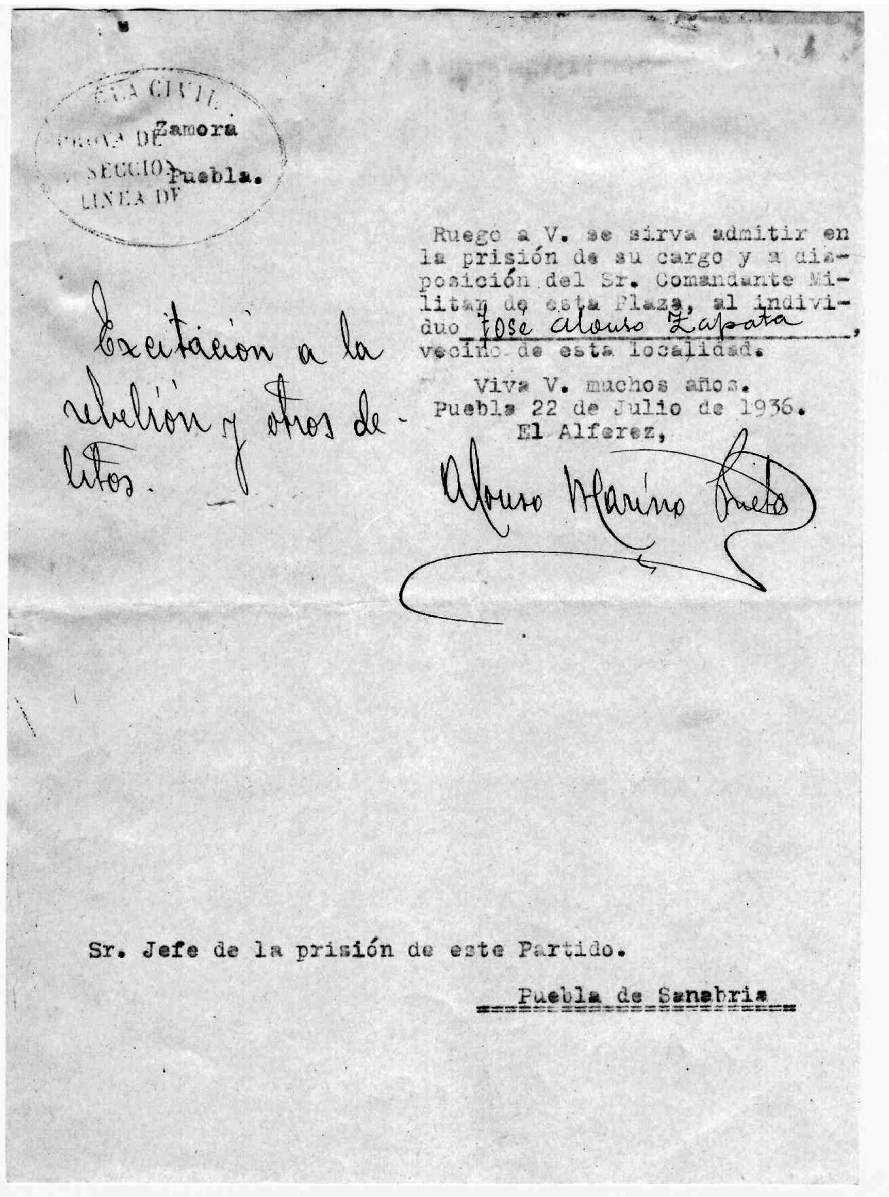 CIVIL
DE Zamora
SECCION Puebla.
LINEA DE
Ruego a V. se sirva admitir en
la prisión de su cargo y a dis-
posición del Sr. Comandante Mi-
litar de esta Plaza, al indivi-
duo José Alonso Zapata,
vecino de esta localidad.
Viva V. muchos años.
Puebla 22 de Julio de 1936.
El Alferez,
Alonso Marino Prieto
Excitación a la
rebelión y otros de-
litos.
Sr. Jefe de la prisión de este Partido.
Puebla de Sanabria